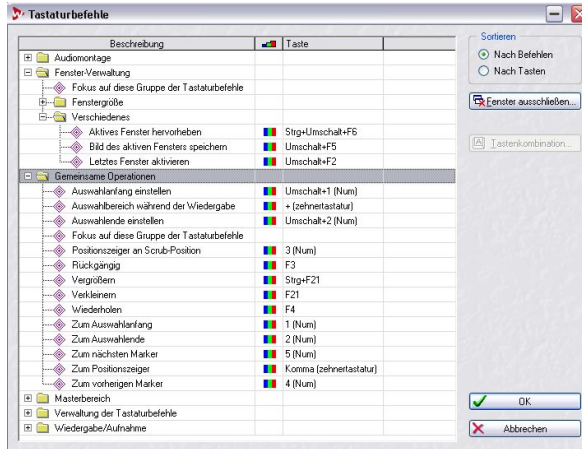 Tastaturbefehle
Beschreibung Taste
Audiomontage
Fenster-Verwaltung
Fokus auf diese Gruppe der Tastaturbefehle
Fenstergröße
Verschiedenes
Aktives Fenster hervorheben Strg+Umschalt+F6
Bild des aktiven Fensters speichern Umschalt+F5
Letztes Fenster aktivieren Umschalt+F2
Gemeinsame Operationen
Auswahlanfang einstellen Umschalt+1 (Num)
Auswahlbereich während der Wiedergabe + (zehnertastatur)
Auswahlende einstellen Umschalt+2 (Num)
Fokus auf diese Gruppe der Tastaturbefehle
Positionszeiger an Scrub-Position 3 (Num)
Rückgängig F3
Vergrößern Strg+F21
Verkleinern F21
Wiederholen F4
Zum Auswahlanfang 1 (Num)
Zum Auswahlende 2 (Num)
Zum nächsten Marker 5 (Num)
Zum Positionszeiger Komma (zehnertastatur)
Zum vorherigen Marker 4 (Num)
Masterbereich
Verwaltung der Tastaturbefehle
Wiedergabe/Aufnahme
Sortieren
Nach Befehlen
Nach Tasten
Fenster ausschließen...
Tastenkombination...
OK
Abbrechen